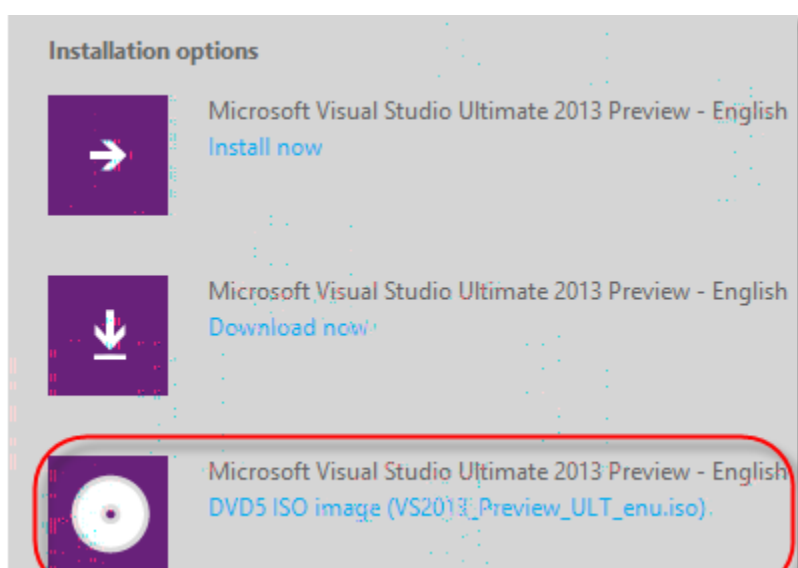 Installation options
Microsoft Visual Studio Ultimate 2013 Preview - English
Install now
Microsoft Visual Studio Ultimate 2013 Preview - English
Download now
Microsoft Visual Studio Ultimate 2013 Preview - English
DVD5 ISO image (VS2013_Preview_ULT_enu.iso)